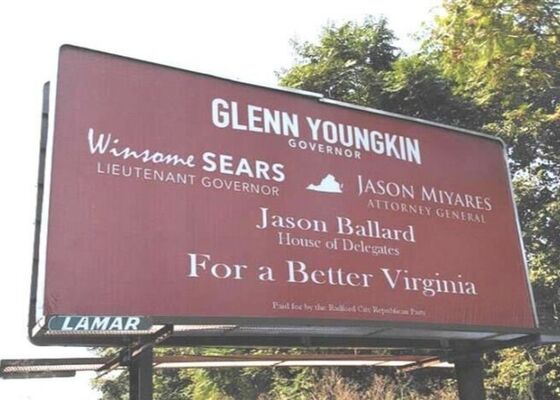 GLENN YOUNGKIN
GOVERNOR
Winsome SEARS
LIEUTENANT GOVERNOR
JASON MIYARES
ATTORNEY GENERAL
Jason Ballard
House of Delegates
For a Better Virginia
Paid for by the Radford City Republican Party
LAMAR